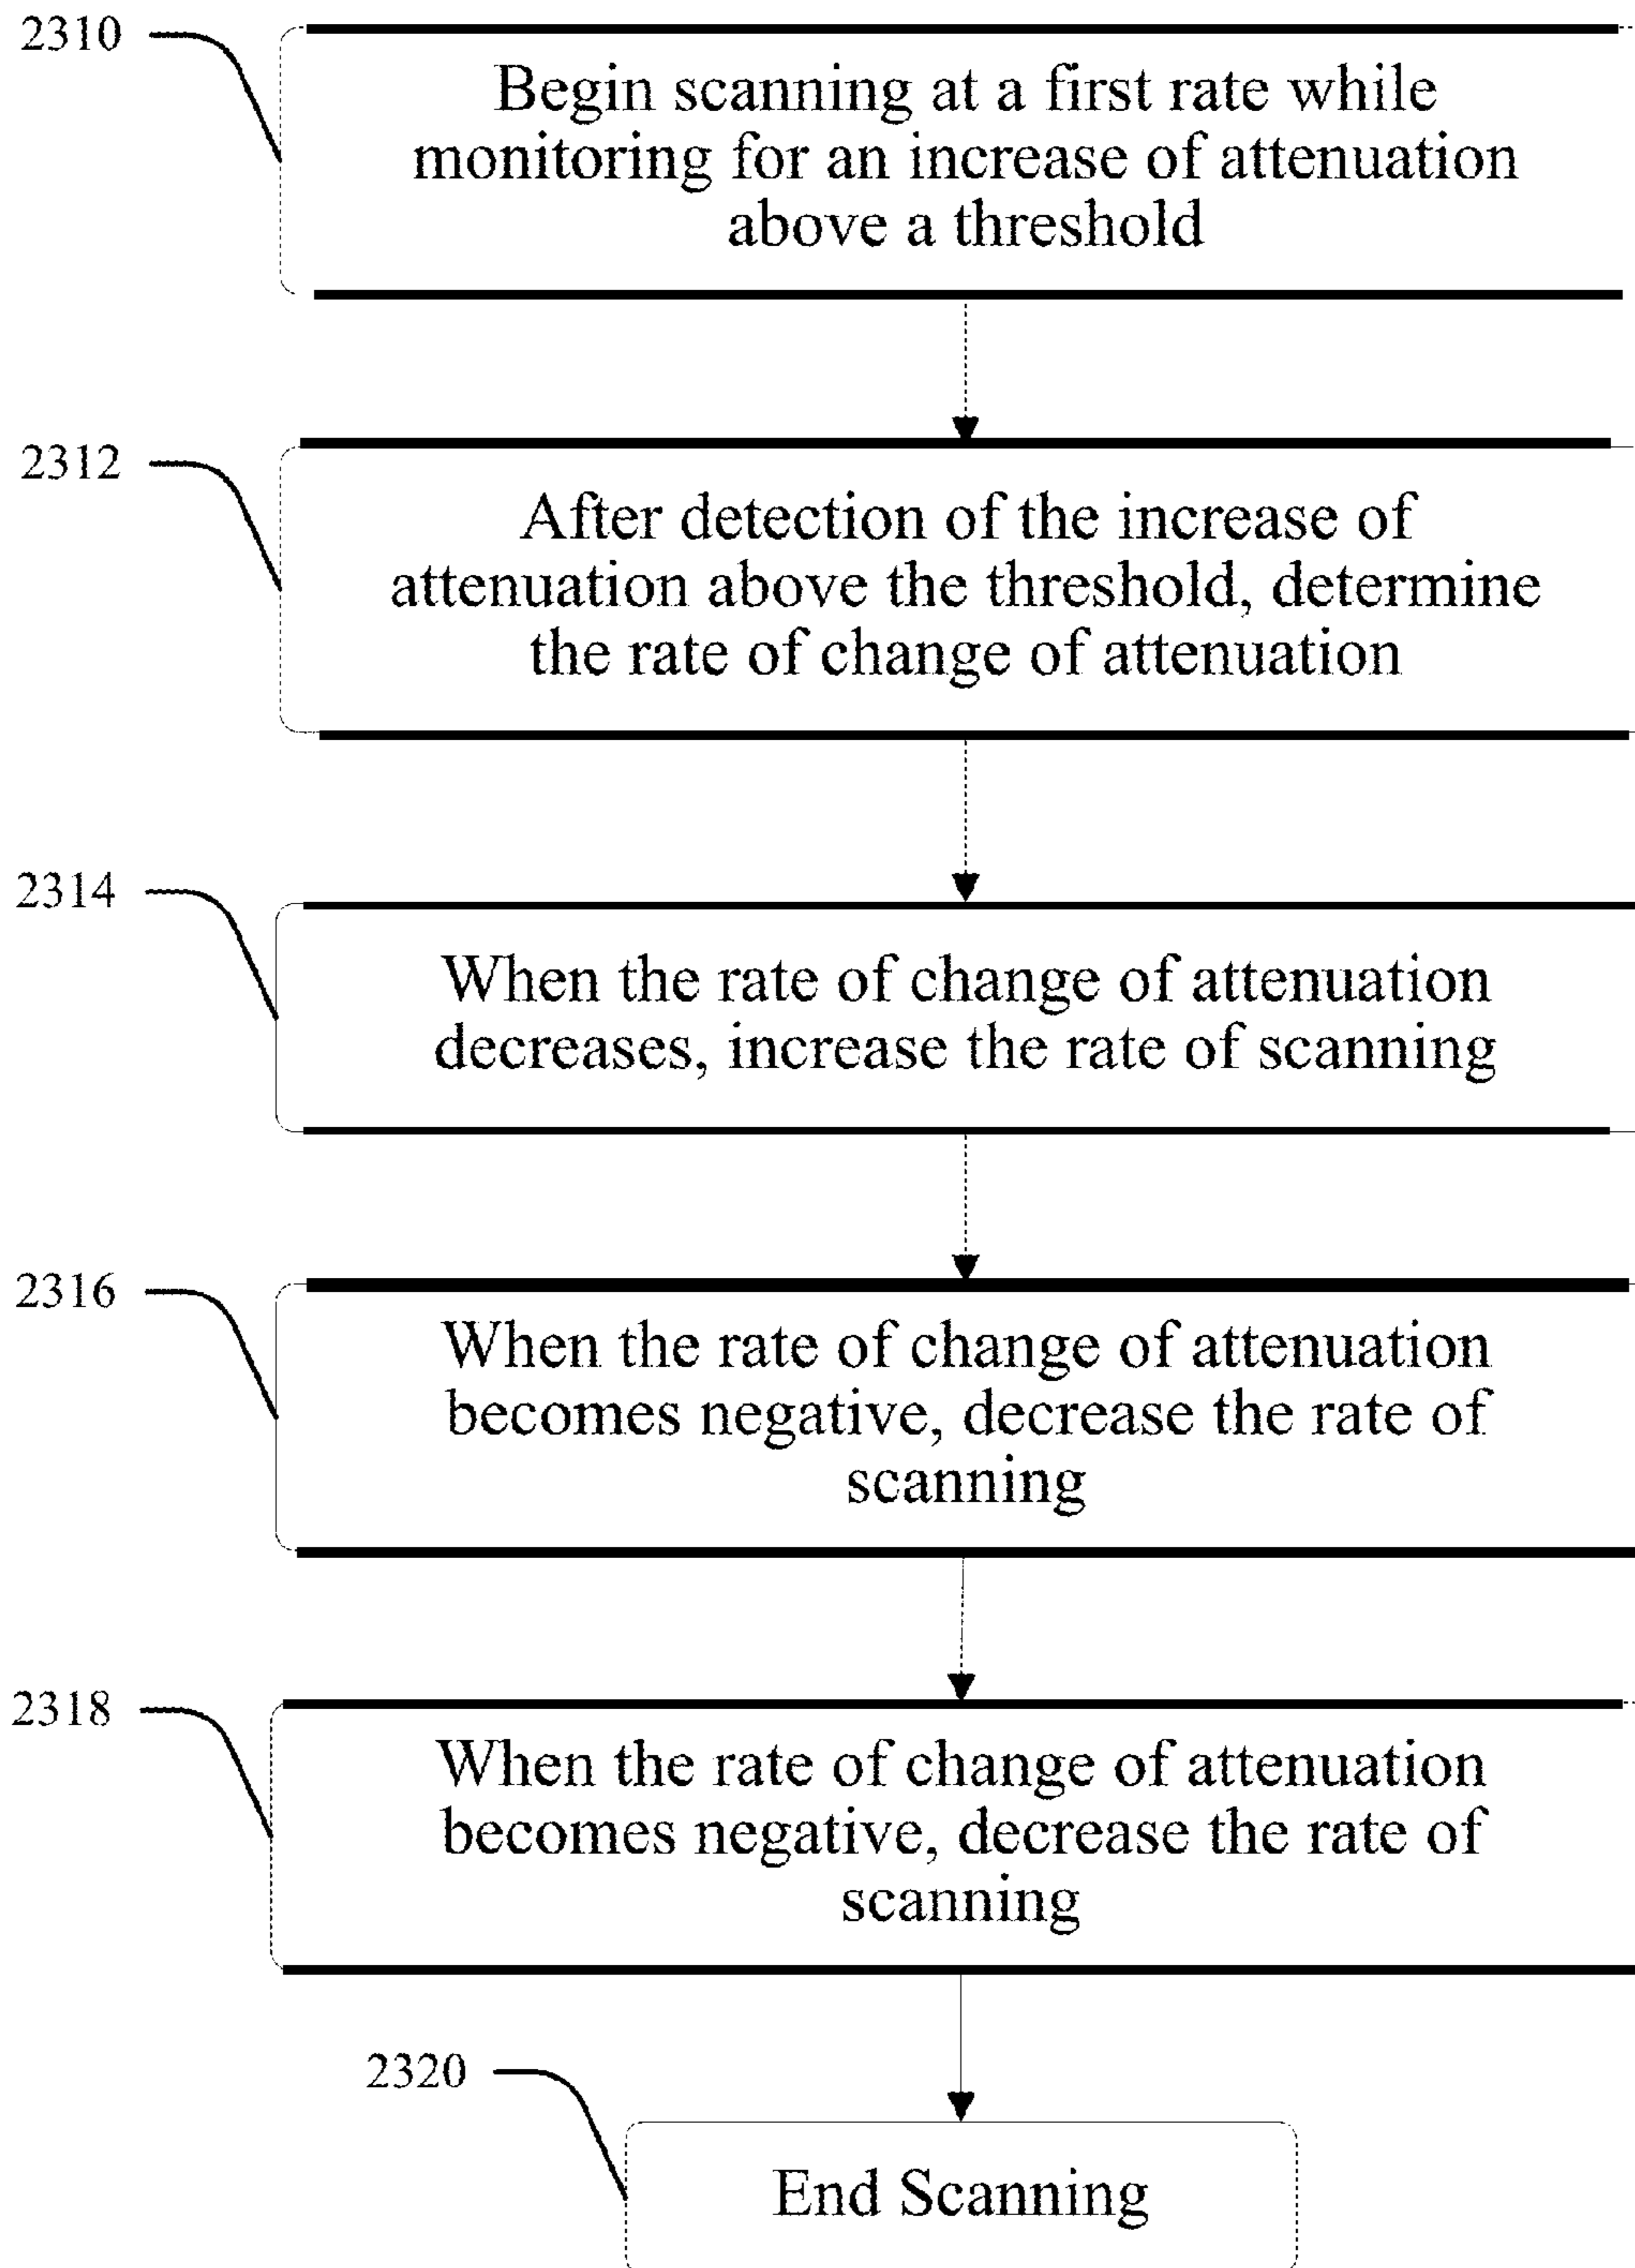 2310
Begin scanning at a first rate while
monitoring for an increase of attenuation
above a threshold
2312
After detection of the increase of
attenuation above the threshold, determine
the rate of change of attenuation
2314
When the rate of change of attenuation
decreases, increase the rate of scanning
2316
When the rate of change of attenuation
becomes negative, decrease the rate of
scanning
2318
When the rate of change of attenuation
becomes negative, decrease the rate of
scanning
2320
End Scanning